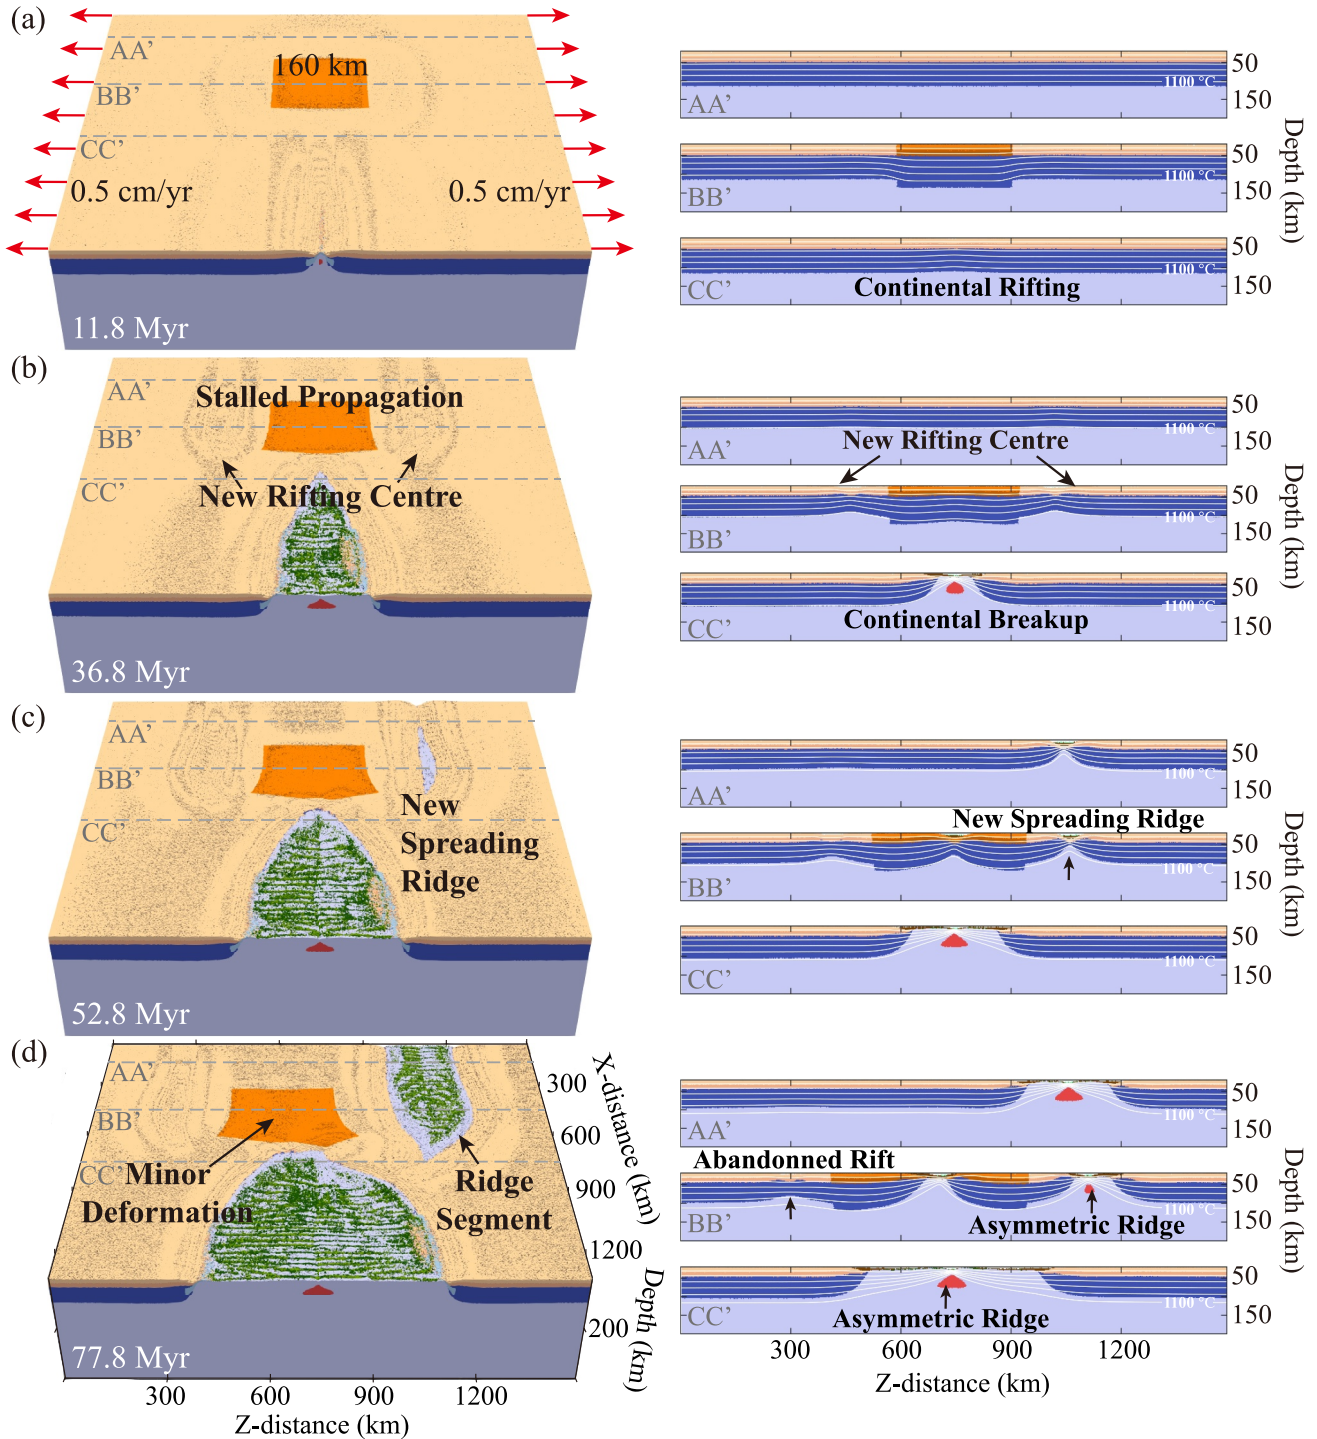 (a)
AA'
160 km
BB'
CC'
0.5 cm/yr
0.5 cm/yr
11.8 Myr
50
1100 °C
150
AA'
50
1100 °C
150
BB'
50
1100 °C
150
CC'
Continental Rifting
Depth (km)
(b)
AA'
Stalled Propagation
BB'
CC'
New Rifting Centre
36.8 Myr
50
1100 °C
150
AA'
New Rifting Centre
50
1100 °C
150
BB'
50
1100 °C
150
CC'
Continental Breakup
Depth (km)
(c)
AA'
BB'
CC'
New
Spreading
Ridge
52.8 Myr
50
1100 °C
150
AA'
New Spreading Ridge
50
1100 °C
150
BB'
50
1100 °C
150
CC'
Depth (km)
(d)
AA'
BB'
CC'
Minor
Deformation
Ridge
Segment
77.8 Myr
X-distance (km)
300
600
900
1200
Depth (km)
200
300
600
900
1200
Z-distance (km)
50
1100 °C
150
AA'
Abandonned Rift
50
1100 °C
150
BB'
Asymmetric Ridge
50
1100 °C
150
CC'
Asymmetric Ridge
Depth (km)
300
600
900
1200
Z-distance (km)